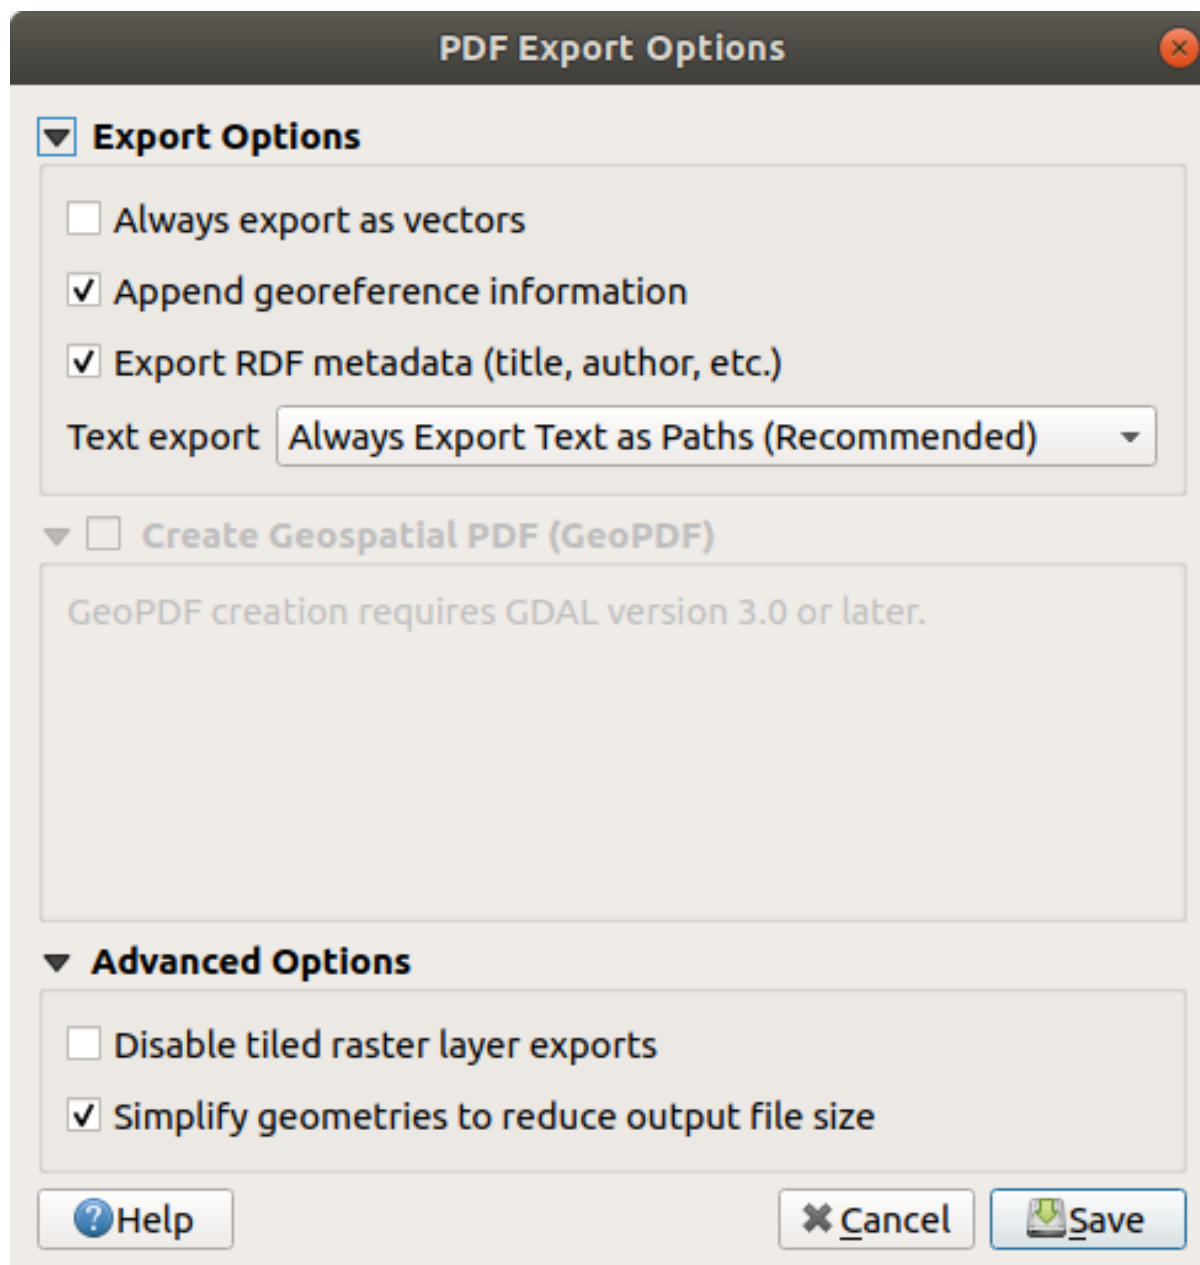 PDF Export Options
Export Options
Always export as vectors
Append georeference information
Export RDF metadata (title, author, etc.)
Text export Always Export Text as Paths (Recommended)
Create Geospatial PDF (GeoPDF)
GeoPDF creation requires GDAL version 3.0 or later.
Advanced Options
Disable tiled raster layer exports
Simplify geometries to reduce output file size
Help Cancel Save